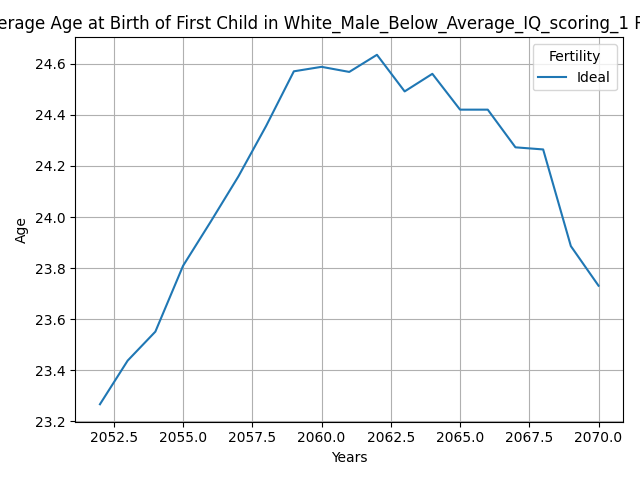 erage Age at Birth of First Child in White_Male_Below_Average_IQ_scoring_1
Fertility
Ideal
24.6
24.4
24.2
24.0
23.8
23.6
23.4
23.2
Age
2052.5 2055.0 2057.5 2060.0 2062.5 2065.0 2067.5 2070.0
Years